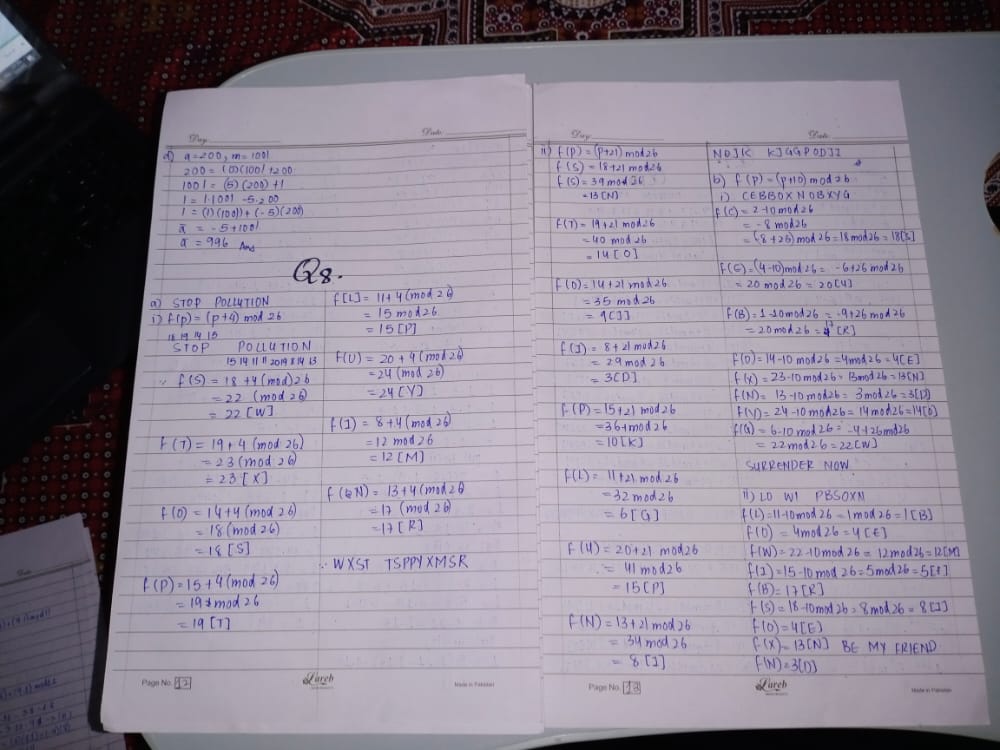 Day: Date:
d) a=200, m=1001
200 = (0)(1001+200
1001 = (5)(200)+1
1 = 1·1001 -5·200
1 = (1)(1001)+(-5)(200)
ā = -5+1001
a = 996 Ans
Q8.
a) STOP POLLUTION
i) f(p) = (p+4) mod 26
18 19 14 15
STOP POLLUTION
15 14 11 11 20 19 8 14 13
∵ f(S) = 18+4(mod)26
= 22 (mod 26)
= 22 [W]
f(T) = 19+4 (mod 26)
= 23 (mod 26)
= 23 [X]
f(O) = 14+4 (mod 26)
= 18 (mod 26)
= 18 [S]
f(P) = 15+4 (mod 26)
= 19 mod 26
= 19 [T]
f[L] = 11+4 (mod 26)
= 15 mod 26
= 15 [P]
f(U) = 20+4 (mod 26)
= 24 (mod 26)
= 24 [Y]
f(I) = 8+4 (mod 26)
= 12 mod 26
= 12 [M]
f(N) = 13+4 (mod 26)
= 17 (mod 26)
= 17 [R]
∴ WXST TSPPYXMSR
Page No. 12
Lareb
Made in Pakistan
Day: Date:
ii) f(P) = (P+21) mod 26
f(S) = 18+21 mod 26
f(S) = 39 mod 26
= 13 [N]
f(T) = 19+21 mod 26
= 40 mod 26
= 14 [O]
f(O) = 14+21 mod 26
= 35 mod 26
= 9 [J]
f(I) = 8+21 mod 26
= 29 mod 26
= 3 [D]
f(P) = 15+21 mod 26
= 36 mod 26
= 10 [K]
f(L) = 11+21 mod 26
= 32 mod 26
= 6 [G]
f(U) = 20+21 mod 26
= 41 mod 26
= 15 [P]
f(N) = 13+21 mod 26
= 34 mod 26
= 8 [I]
NOJK KJGGPODJI
b) f(P) = (p+10) mod 26
i) CEBBOXNOBXYG
f(C) = 2-10 mod 26
= -8 mod 26
= (8+26) mod 26 = 18 mod 26 = 18[S]
f(E) = (4-10) mod 26 = -6+26 mod 26
= 20 mod 26 = 20[U]
f(B) = 1-10 mod 26 = -9+26 mod 26
= 20 mod 26 = 17 [R]
f(O) = 14-10 mod 26 = 4 mod 26 = 4[E]
f(X) = 23-10 mod 26 = 13 mod 26 = 13[N]
f(N) = 13-10 mod 26 = 3 mod 26 = 3[D]
f(Y) = 24-10 mod 26 = 14 mod 26 = 14[O]
f(G) = 6-10 mod 26 = -4+26 mod 26
= 22 mod 26 = 22[W]
SURRENDER NOW
ii) LO WI PBSOXN
f(L) = 11-10 mod 26 = 1 mod 26 = 1 [B]
f(O) = 4 mod 26 = 4 [E]
f(W) = 22-10 mod 26 = 12 mod 26 = 12[M]
f(I) = 15-10 mod 26 = 5 mod 26 = 5[F]
f(B) = 17 [R]
f(S) = 18-10 mod 26 = 8 mod 26 = 8 [I]
f(O) = 4[E]
f(X) = 13[N] BE MY FRIEND
f(N) = 3[D]
Page No. 13
Lareb
Made in Pakistan